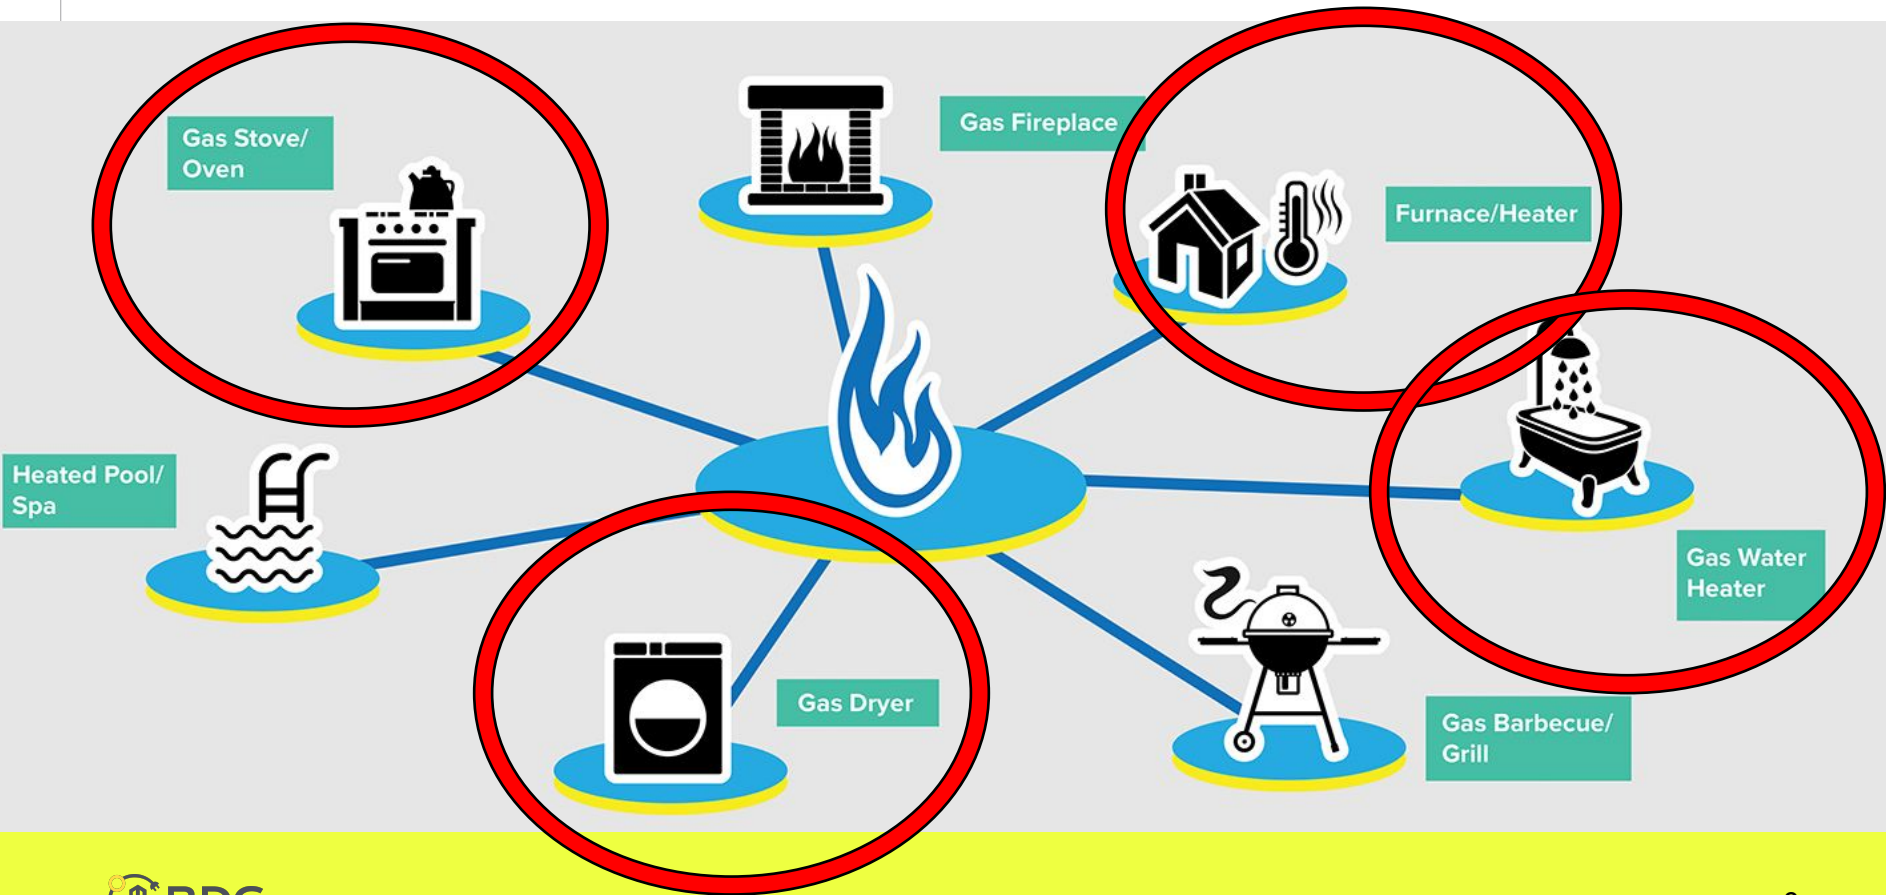 Gas Stove/
Oven
Gas Fireplace
Furnace/Heater
Heated Pool/
Spa
Gas Water
Heater
Gas Dryer
Gas Barbecue/
Grill